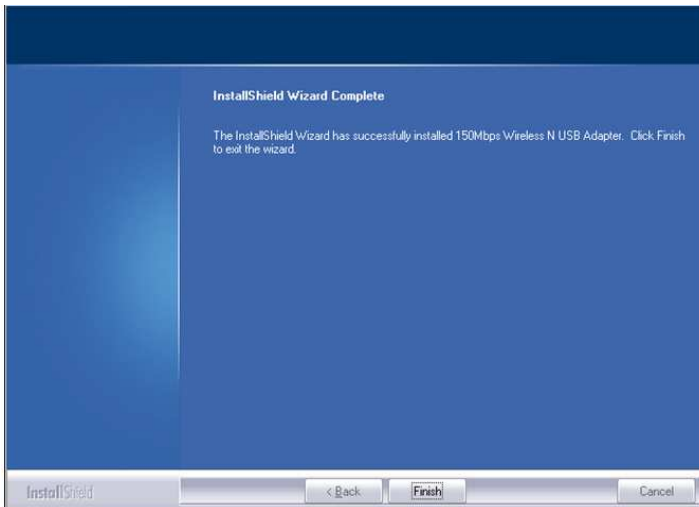 InstallShield Wizard Complete
The InstallShield Wizard has successfully installed 150Mbps Wireless N USB Adapter. Click Finish
to exit the wizard.
InstallShield
< Back
Finish
Cancel